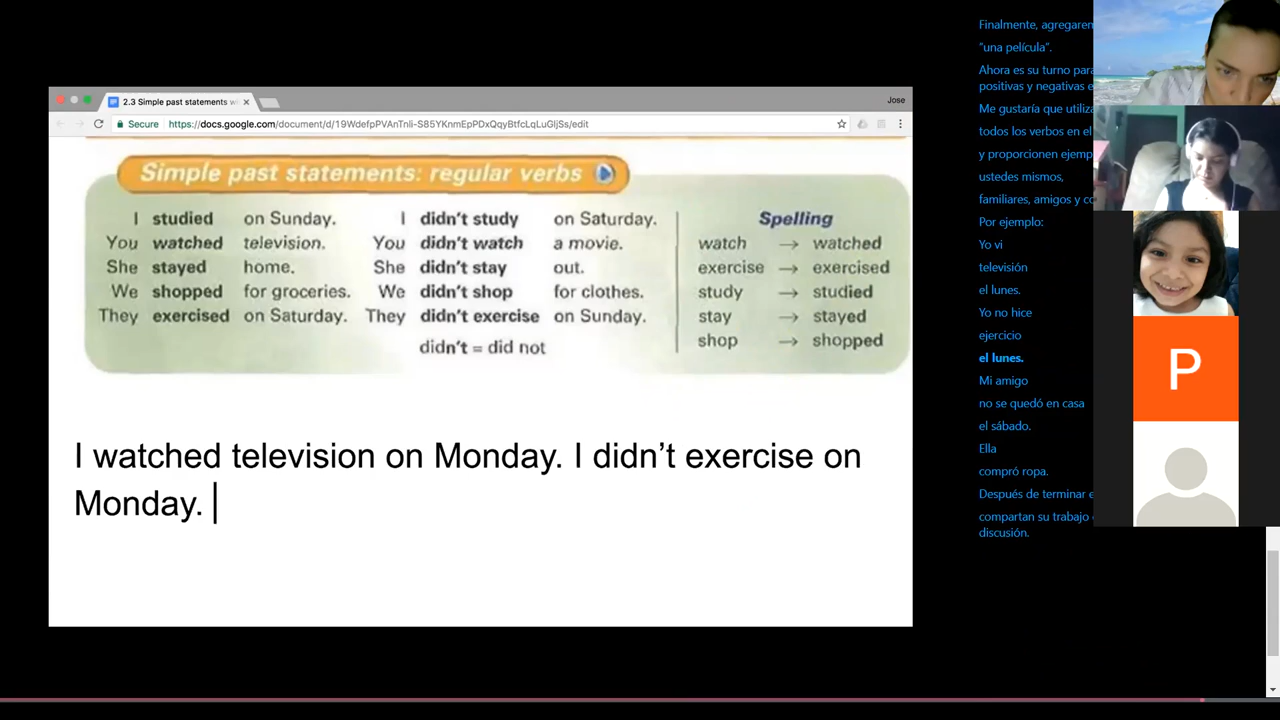 2.3 Simple past statements w
Jose
Secure https://docs.google.com/document/d/19WdefpPVAnTnli-S85YKnmEpPDxQqyBtfcLqLuGljSs/edit
Simple past statements: regular verbs
I studied on Sunday. I didn't study on Saturday.
You watched television. You didn't watch a movie.
She stayed home. She didn't stay out.
We shopped for groceries. We didn't shop for clothes.
They exercised on Saturday. They didn't exercise on Sunday.
didn't = did not
Spelling
watch → watched
exercise → exercised
study → studied
stay → stayed
shop → shopped
I watched television on Monday. I didn’t exercise on
Monday.
Finalmente,
“una película”.
Ahora es su turno para
positivas y negativas
Me gustaría que
todos los verbos en el
y proporcionen
ustedes mismos,
familiares, amigos y
Por ejemplo:
Yo vi
televisión
el lunes.
Yo no hice
ejercicio
el lunes.
Mi amigo
no se quedó en casa
el sábado.
Ella
compró ropa.
Después de terminar
compartan su trabajo
discusión.
P